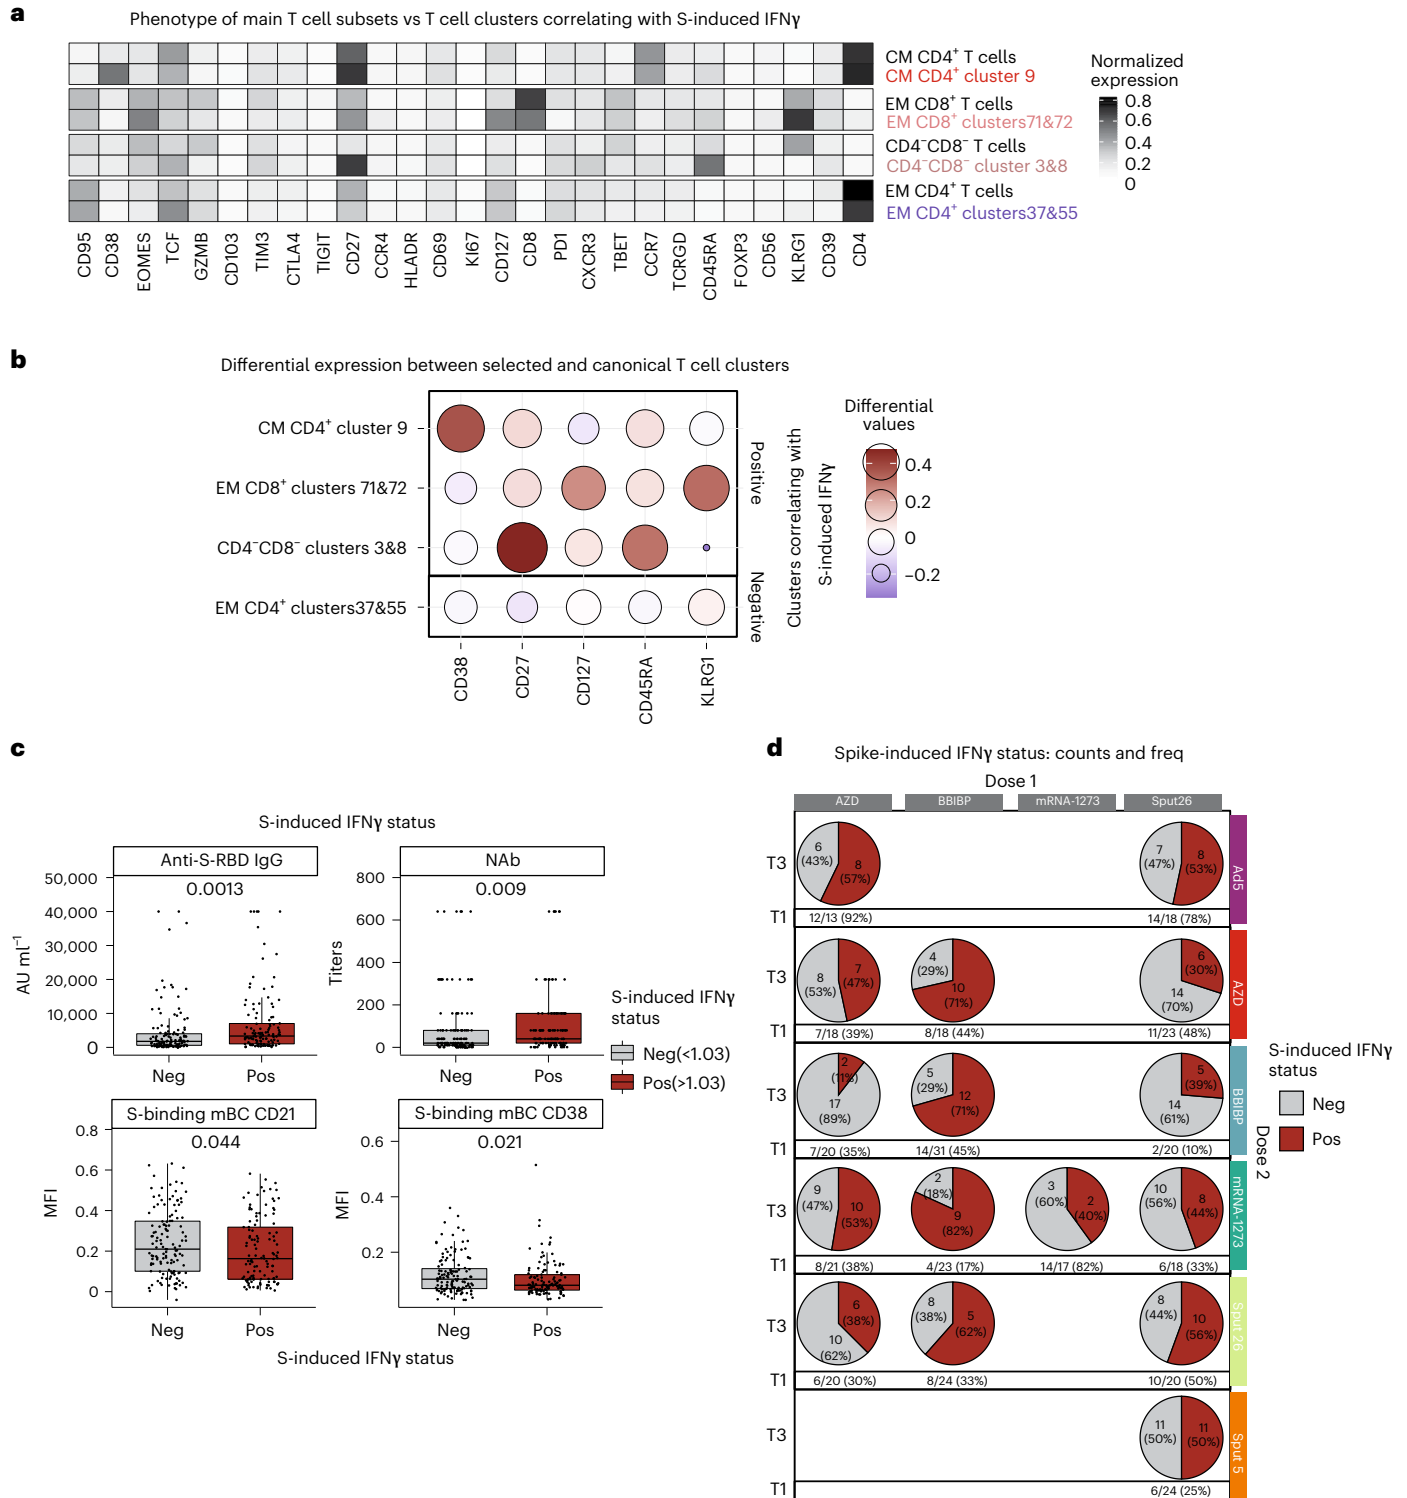 a
Phenotype of main T cell subsets vs T cell clusters correlating with S-induced IFNγ
CM CD4⁺ T cells
CM CD4⁺ cluster 9
EM CD8⁺ T cells
EM CD8⁺ clusters71&72
CD4⁻CD8⁻ T cells
CD4⁻CD8⁻ cluster 3&8
EM CD4⁺ T cells
EM CD4⁺ clusters37&55
Normalized
expression
0.8
0.6
0.4
0.2
0
CD95
CD38
EOMES
TCF
GZMB
CD103
TIM3
CTLA4
TIGIT
CD27
CCR4
HLADR
CD69
KI67
CD127
CD8
PD1
CXCR3
TBET
CCR7
TCRGD
CD45RA
FOXP3
CD56
KLRG1
CD39
CD4
b
Differential expression between selected and canonical T cell clusters
CM CD4⁺ cluster 9
EM CD8⁺ clusters 71&72
CD4⁻CD8⁻ clusters 3&8
EM CD4⁺ clusters37&55
CD38
CD27
CD127
CD45RA
KLRG1
Positive
Negative
Clusters correlating with
S-induced IFNγ
Differential
values
0.4
0.2
0
−0.2
c
S-induced IFNγ status
Anti-S-RBD IgG
0.0013
50,000
40,000
30,000
20,000
10,000
0
AU ml⁻¹
Neg
Pos
NAb
0.009
800
600
400
200
0
Titers
Neg
Pos
S-induced IFNγ
status
Neg(<1.03)
Pos(>1.03)
S-binding mBC CD21
0.044
0.8
0.6
0.4
0.2
0
MFI
Neg
Pos
S-binding mBC CD38
0.021
0.6
0.4
0.2
MFI
Neg
Pos
S-induced IFNγ status
d
Spike-induced IFNγ status: counts and freq
Dose 1
AZD
BBIBP
mRNA-1273
Sput26
T3
6
(43%)
8
(57%)
7
(47%)
8
(53%)
Ad5
T1
12/13 (92%)
14/18 (78%)
T3
8
(53%)
7
(47%)
4
(29%)
10
(71%)
6
(30%)
14
(70%)
AZD
T1
7/18 (39%)
8/18 (44%)
11/23 (48%)
T3
2
(11%)
17
(89%)
5
(29%)
12
(71%)
5
(39%)
14
(61%)
BBIBP
T1
7/20 (35%)
14/31 (45%)
2/20 (10%)
T3
9
(47%)
10
(53%)
2
(18%)
9
(82%)
3
(60%)
2
(40%)
10
(56%)
8
(44%)
mRNA-1273
T1
8/21 (38%)
4/23 (17%)
14/17 (82%)
6/18 (33%)
T3
6
(38%)
10
(62%)
8
(38%)
5
(62%)
8
(44%)
10
(56%)
Sput 26
T1
6/20 (30%)
8/24 (33%)
10/20 (50%)
T3
11
(50%)
11
(50%)
Sput 5
T1
6/24 (25%)
Dose 2
S-induced IFNγ
status
Neg
Pos